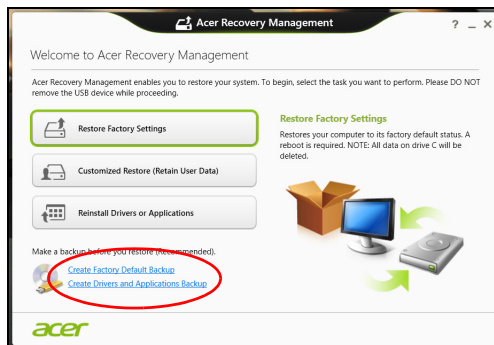 Acer Recovery Management
? _ X
Welcome to Acer Recovery Management
Acer Recovery Management enables you to restore your system. To begin, select the task you want to perform. Please DO NOT
remove the USB device while proceeding.
Restore Factory Settings
Customized Restore (Retain User Data)
Reinstall Drivers or Applications
Restore Factory Settings
Restores your computer to its factory default status. A
reboot is required. NOTE: All data on drive C will be
deleted.
Make a backup before you restore (Recommended).
Create Factory Default Backup
Create Drivers and Applications Backup
acer